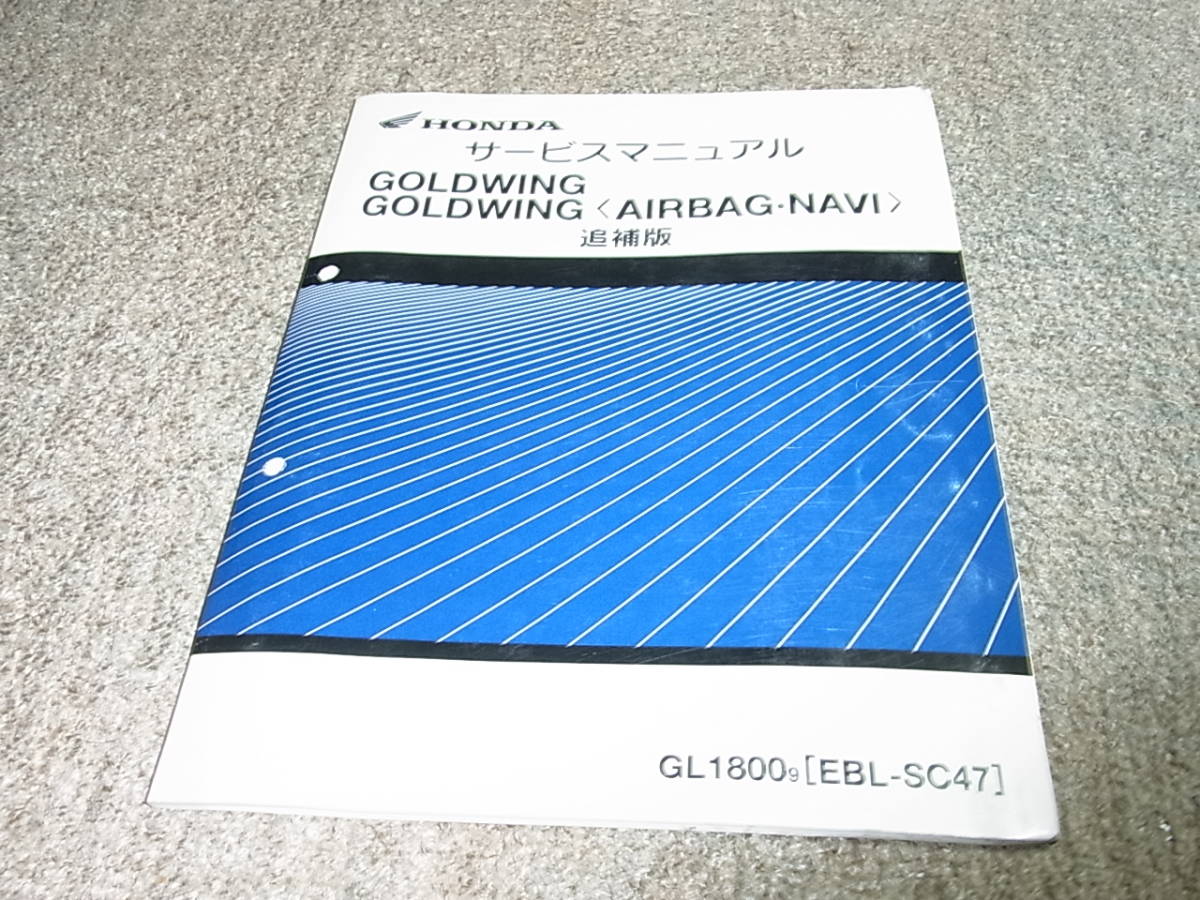 HONDA
サービスマニュアル
GOLDWING
GOLDWING〈AIRBAG·NAVI〉
追補版
GL1800₉[EBL-SC47]